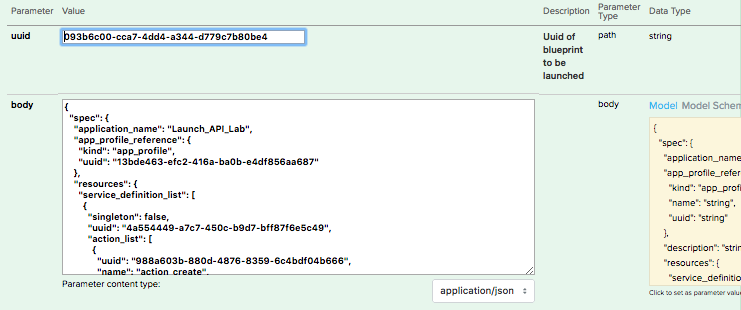 Parameter Value Description Parameter Type Data Type
uuid 093b6c00-cca7-4dd4-a344-d779c7b80be4 Uuid of blueprint to be launched path string
body
{
"spec": {
"application_name": "Launch_API_Lab",
"app_profile_reference": {
"kind": "app_profile",
"uuid": "13bde463-efc2-416a-ba0b-e4df856aa687"
},
"resources": {
"service_definition_list": [
{
"singleton": false,
"uuid": "4a554449-a7c7-450c-b9d7-bff87f6e5c49",
"action_list": [
{
"uuid": "988a603b-880d-4876-8359-6c4bdf04b666",
"name": "action_create",
Parameter content type: application/json
body
Model Model Schem
{
"spec": {
"application_name
"app_profile_refer
"kind": "app_profi
"name": "string",
"uuid": "string"
},
"description": "strin
"resources": {
"service_definitio
Click to set as parameter value